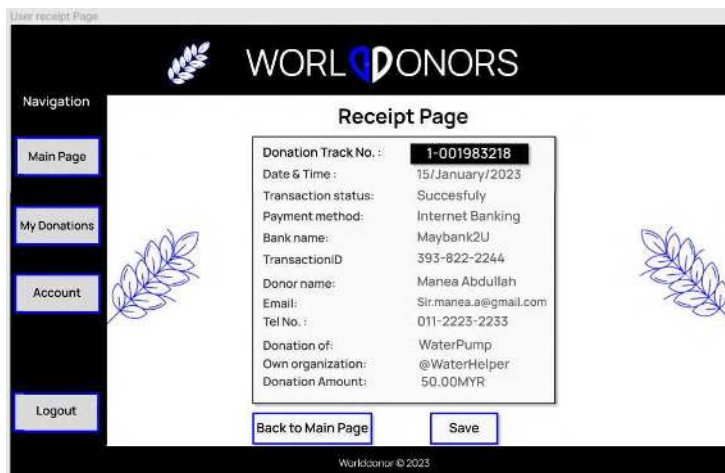 User receipt Page
WORLDDONORS
Navigation
Main Page
My Donations
Account
Logout
Receipt Page
Donation Track No. : 1-001983218
Date & Time : 15/January/2023
Transaction status: Succesfuly
Payment method: Internet Banking
Bank name: Maybank2U
TransactionID 393-822-2244
Donor name: Manea Abdullah
Email: Sir.manea.a@gmail.com
Tel No. : 011-2223-2233
Donation of: WaterPump
Own organization: @WaterHelper
Donation Amount: 50.00MYR
Back to Main Page
Save
Worlddonor © 2023